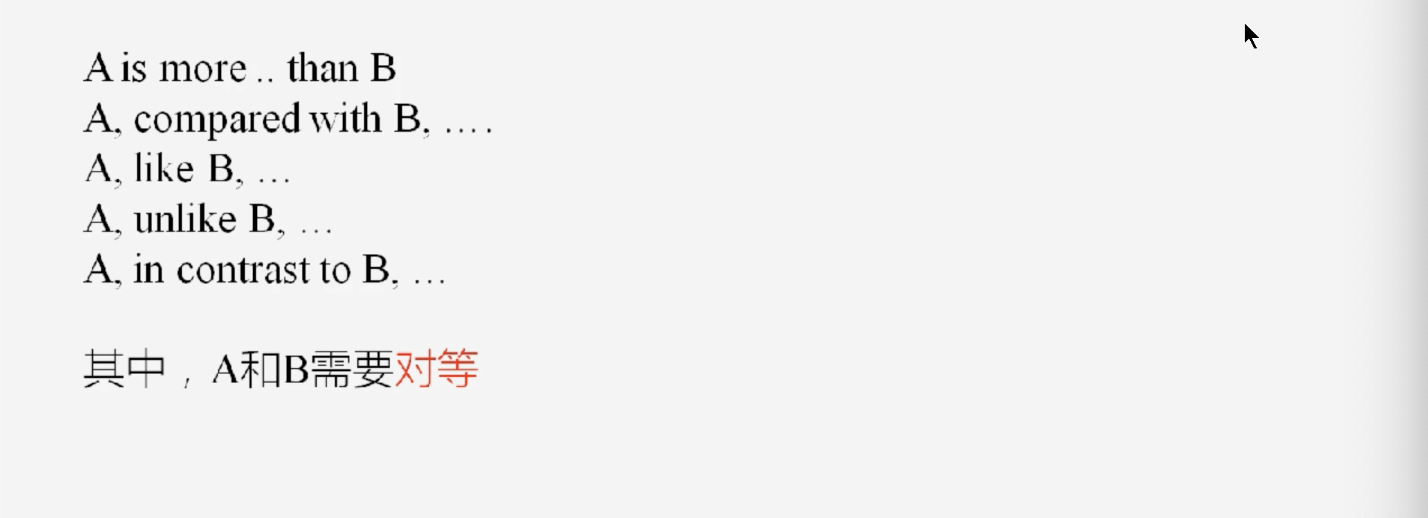 A is more .. than B
A, compared with B, ....
A, like B, ...
A, unlike B, ...
A, in contrast to B, ...
其中，A和B需要对等